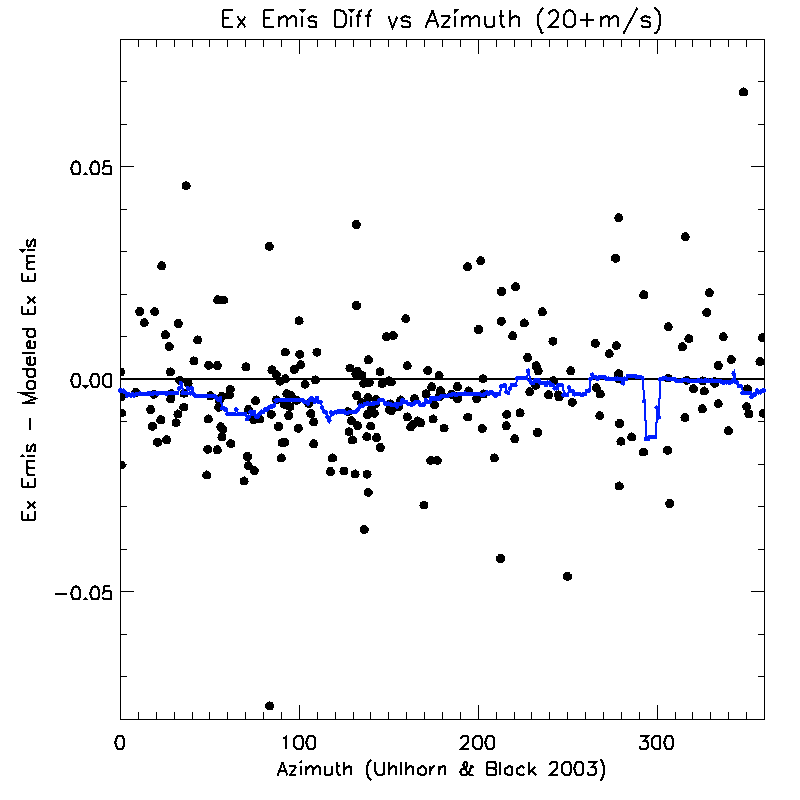 Ex Emis Diff vs Azimuth (20+m/s)
Ex Emis – Modeled Ex Emis
0.05
0.00
-0.05
0 100 200 300
Azimuth (Uhlhorn & Black 2003)